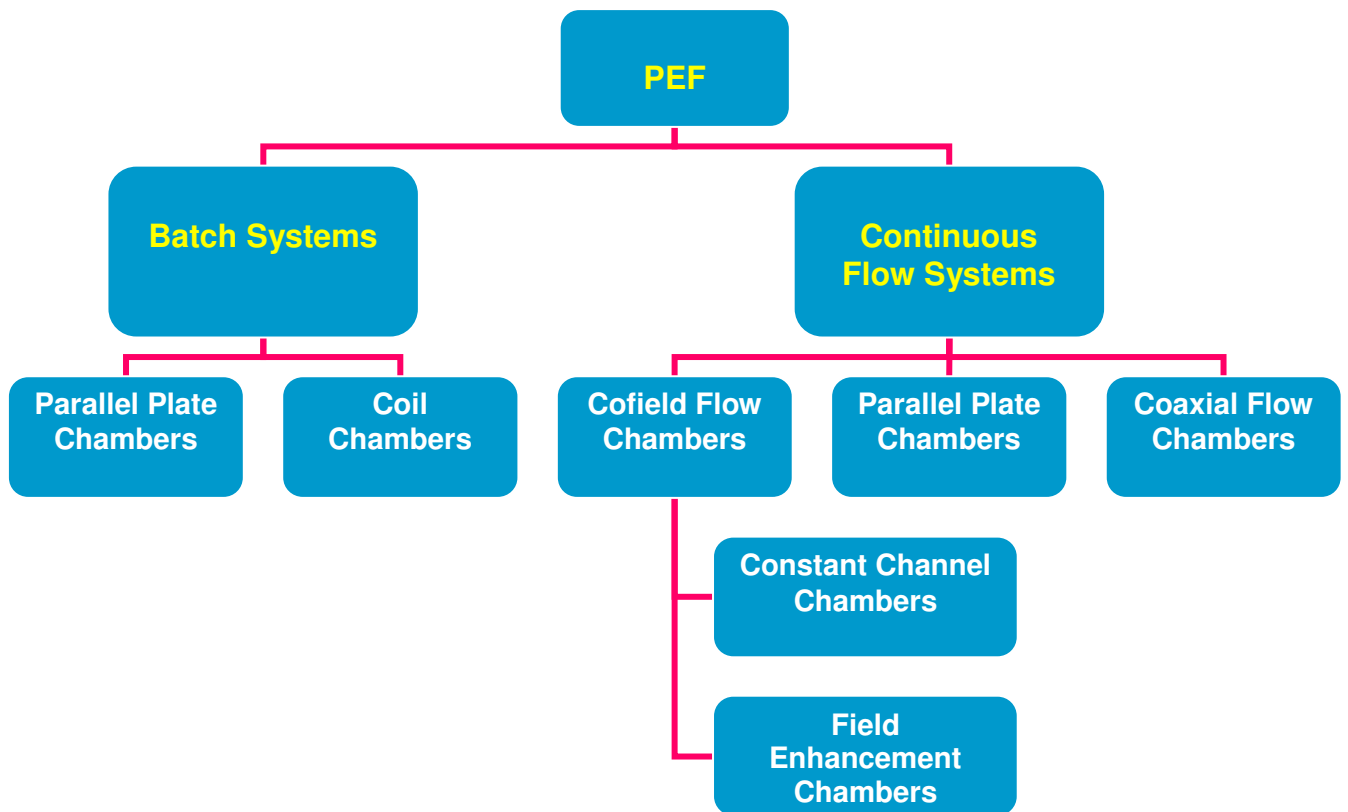 PEF
Batch Systems
Continuous
Flow Systems
Parallel Plate
Chambers
Coil
Chambers
Cofield Flow
Chambers
Parallel Plate
Chambers
Coaxial Flow
Chambers
Constant Channel
Chambers
Field
Enhancement
Chambers